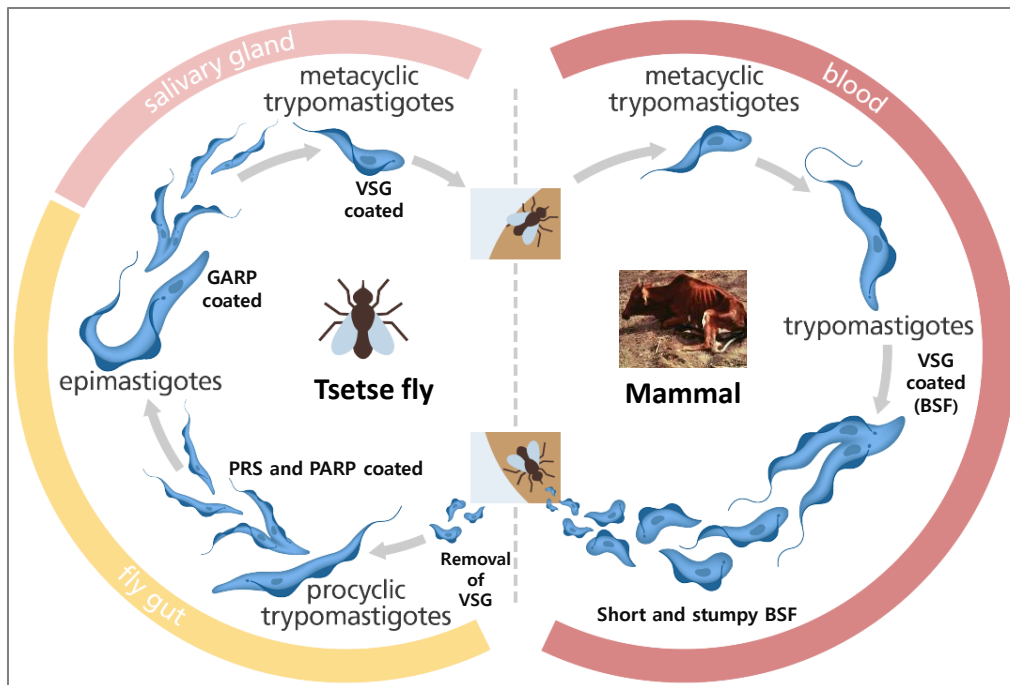 salivary gland
metacyclic
trypomastigotes
VSG
coated
GARP
coated
epimastigotes
Tsetse fly
PRS and PARP coated
fly gut
procyclic
trypomastigotes
Removal
of
VSG
blood
metacyclic
trypomastigotes
trypomastigotes
VSG
coated
(BSF)
Mammal
Short and stumpy BSF